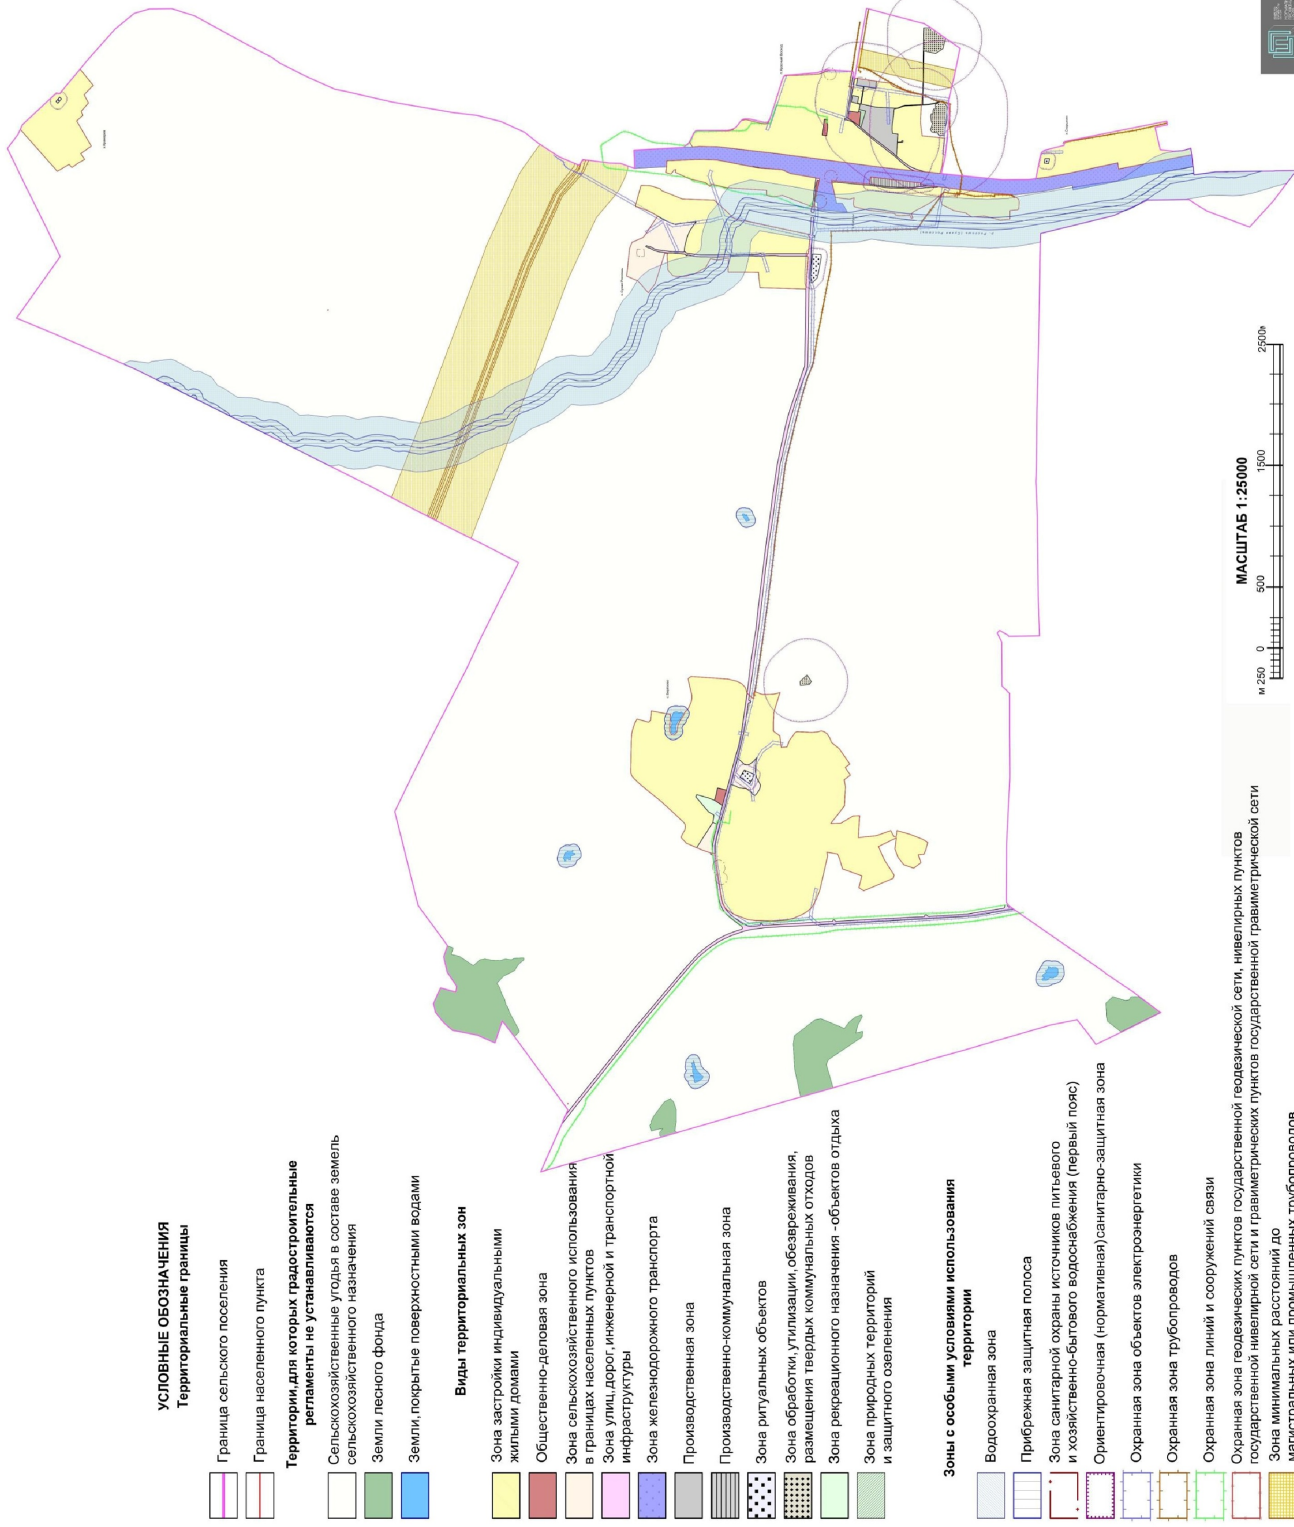 УСЛОВНЫЕ ОБОЗНАЧЕНИЯ
Территориальные границы
Граница сельского поселения
Граница населенного пункта
Территории,для которых градостроительные
регламенты не устанавливаются
Сельскохозяйственные угодья в составе земель
сельскохозяйственного назначения
Земли лесного фонда
Земли,покрытые поверхностными водами
Виды территориальных зон
Зона застройки индивидуальными
жилыми домами
Общественно-деловая зона
Зона сельскохозяйственного использования
в границах населенных пунктов
Зона улиц,дорог,инженерной и транспортной
инфраструктуры
Зона железнодорожного транспорта
Производственная зона
Производственно-коммунальная зона
Зона ритуальных объектов
Зона обработки,утилизации,обезвреживания,
размещения твердых коммунальных отходов
Зона рекреационного назначения -объектов отдыха
Зона природных территорий
и защитного озеленения
Зоны с особыми условиями использования
территории
Водоохранная зона
Прибрежная защитная полоса
Зона санитарной охраны источников питьевого
и хозяйственно-бытового водоснабжения (первый пояс)
Ориентировочная (нормативная)санитарно-защитная зона
Охранная зона объектов электроэнергетики
Охранная зона трубопроводов
Охранная зона линий и сооружений связи
Охранная зона геодезических пунктов государственной геодезической сети, нивелирных пунктов
государственной нивелирной сети и гравиметрических пунктов государственной гравиметрической сети
Зона минимальных расстояний до
магистральных или промышленных трубопроводов
МАСШТАБ 1:25000
м 250 0 500 1500 2500м